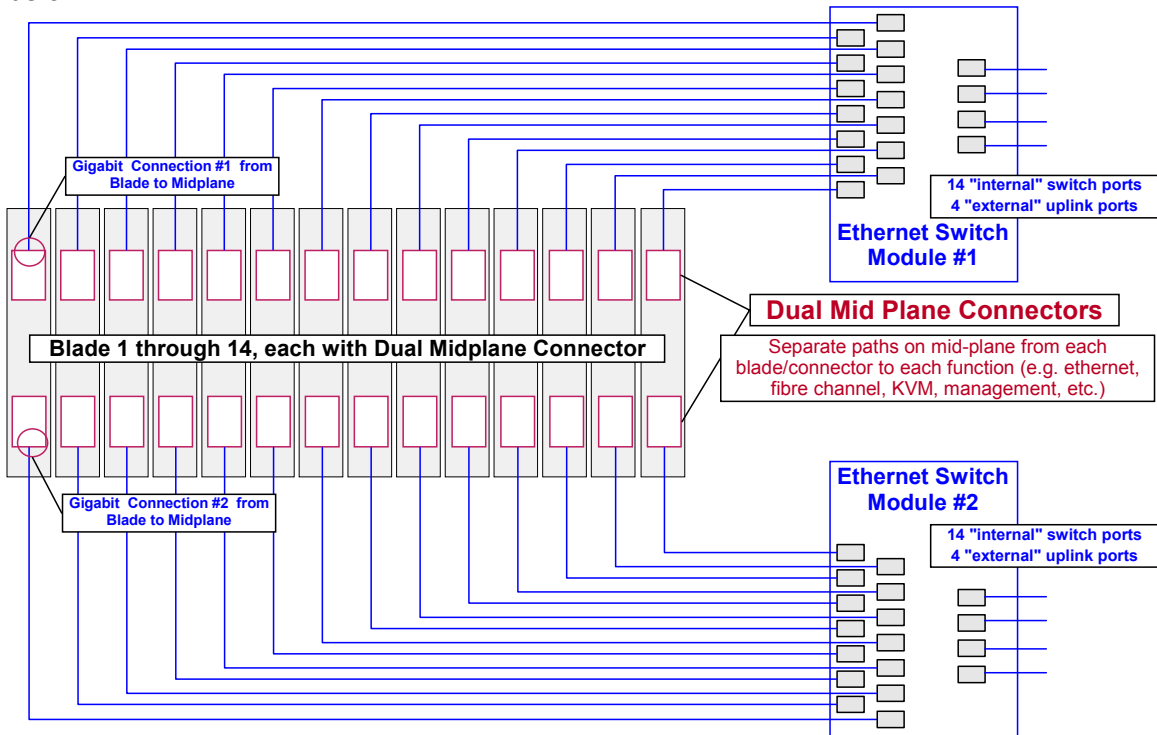 Gigabit Connection #1 from
Blade to Midplane
14 "internal" switch ports
4 "external" uplink ports
Ethernet Switch
Module #1
Dual Mid Plane Connectors
Separate paths on mid-plane from each
blade/connector to each function (e.g. ethernet,
fibre channel, KVM, management, etc.)
Blade 1 through 14, each with Dual Midplane Connector
Ethernet Switch
Module #2
Gigabit Connection #2 from
Blade to Midplane
14 "internal" switch ports
4 "external" uplink ports